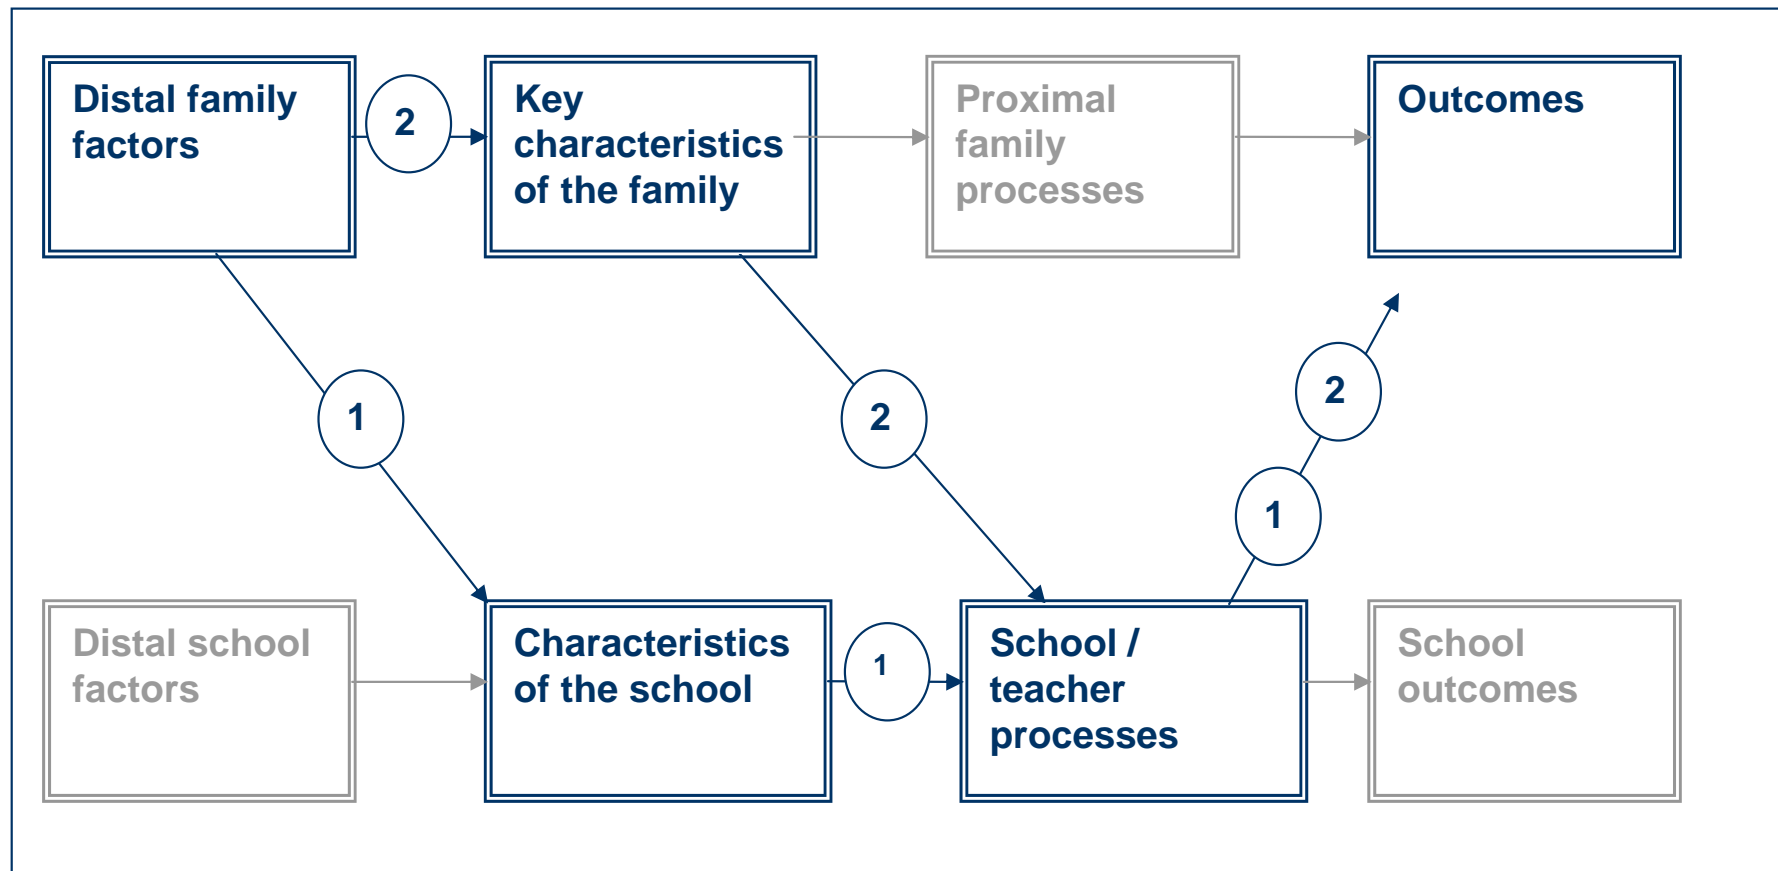 Distal family
factors
2
Key
characteristics
of the family
Proximal
family
processes
Outcomes
1
2
2
1
Distal school
factors
Characteristics
of the school
1
School /
teacher
processes
School
outcomes